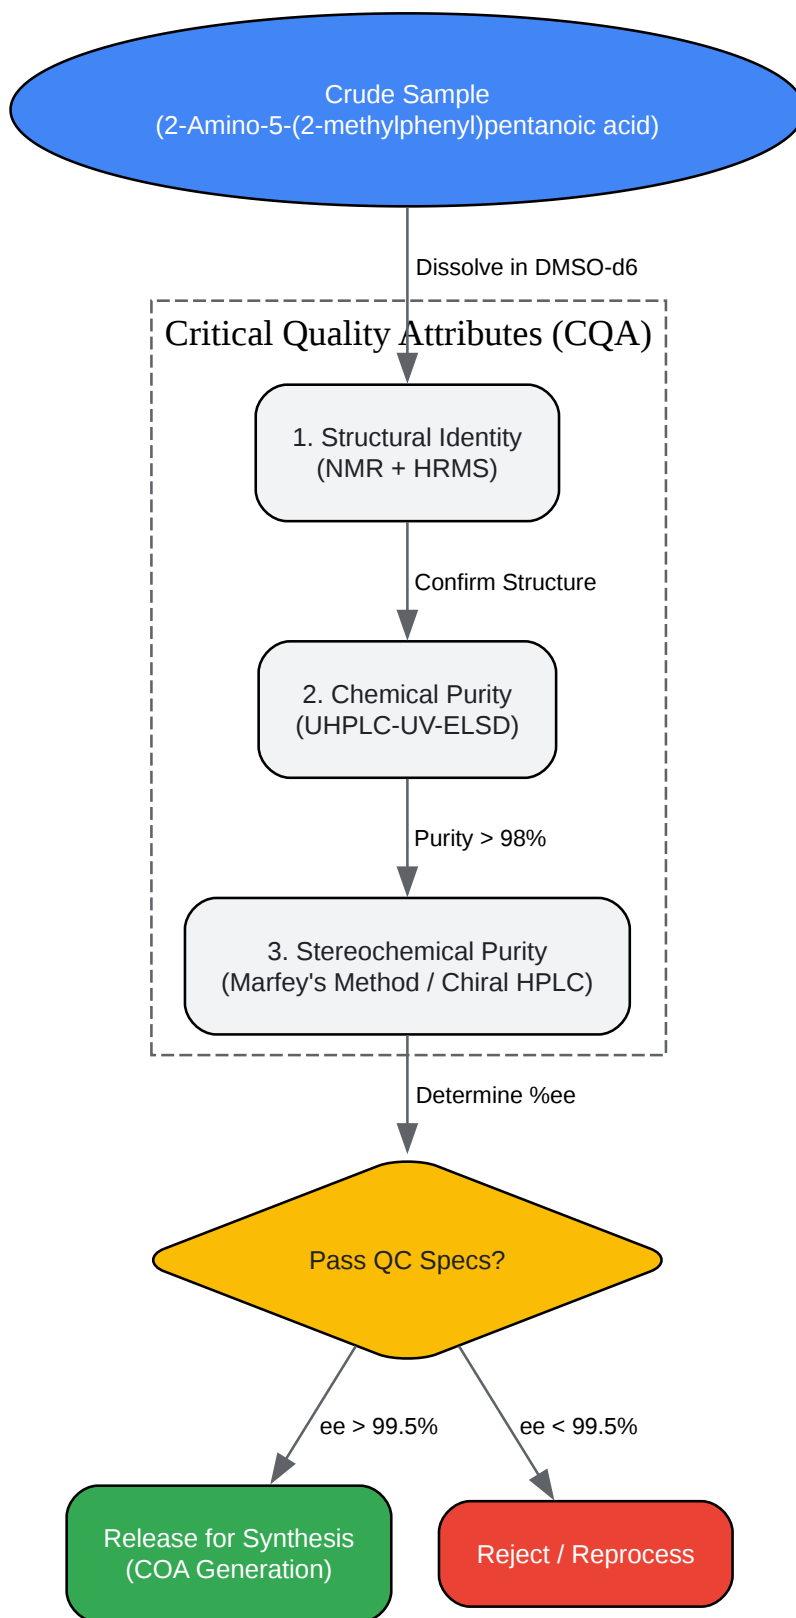 Crude Sample
(2-Amino-5-(2-methylphenyl)pentanoic acid)
Dissolve in DMSO-d6
Critical Quality Attributes (CQA)
1. Structural Identity
(NMR + HRMS)
Confirm Structure
2. Chemical Purity
(UHPLC-UV-ELSD)
Purity > 98%
3. Stereochemical Purity
(Marfey's Method / Chiral HPLC)
Determine %ee
Pass QC Specs?
ee > 99.5%
ee < 99.5%
Release for Synthesis
(COA Generation)
Reject / Reprocess